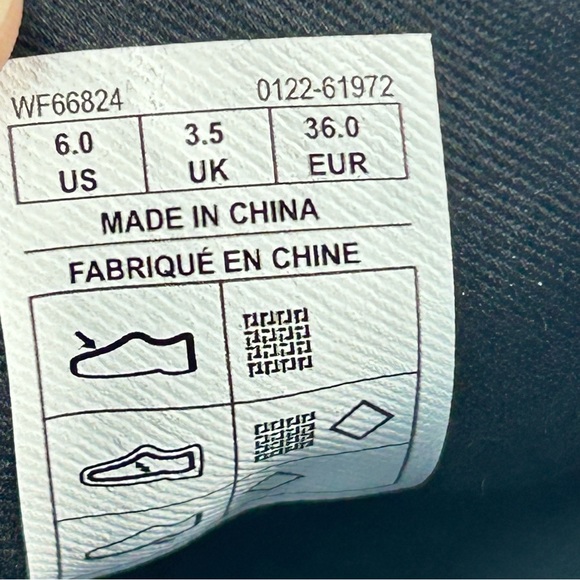 WF66824 0122-61972
6.0 3.5 36.0
US UK EUR
MADE IN CHINA
FABRIQUÉ EN CHINE